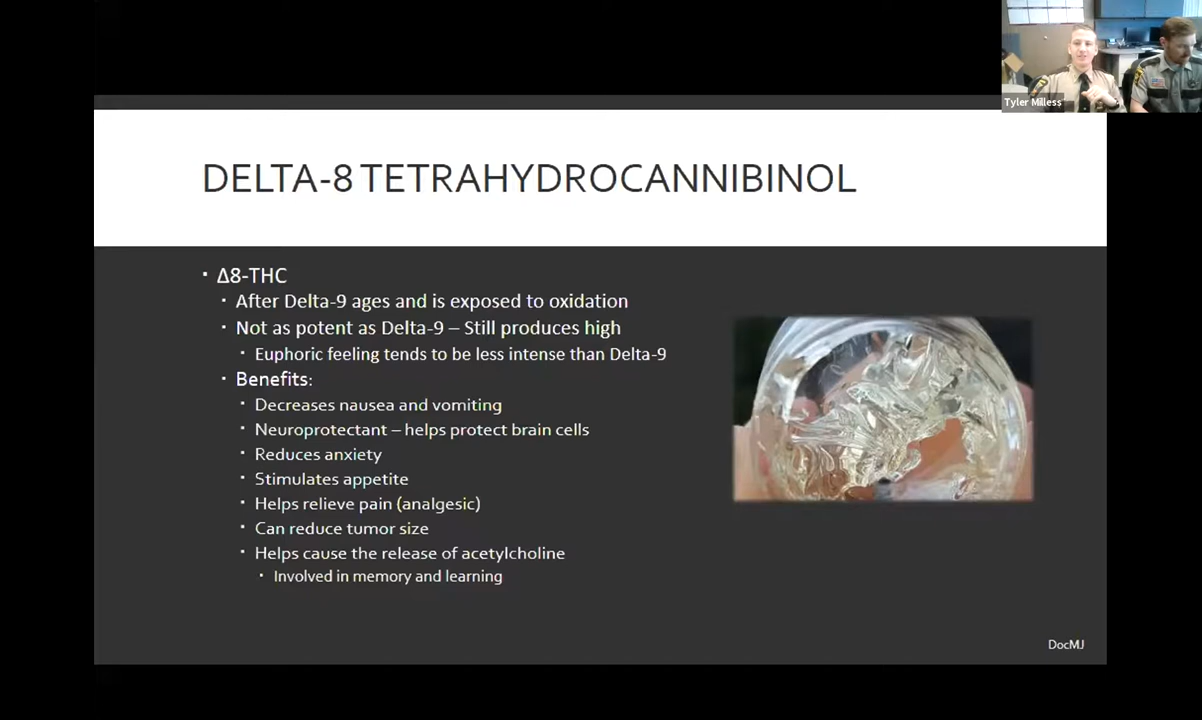 Tyler Milless
DELTA-8 TETRAHYDROCANNIBINOL
▪ Δ8-THC
▪ After Delta-9 ages and is exposed to oxidation
▪ Not as potent as Delta-9 – Still produces high
▪ Euphoric feeling tends to be less intense than Delta-9
▪ Benefits:
▪ Decreases nausea and vomiting
▪ Neuroprotectant – helps protect brain cells
▪ Reduces anxiety
▪ Stimulates appetite
▪ Helps relieve pain (analgesic)
▪ Can reduce tumor size
▪ Helps cause the release of acetylcholine
▪ Involved in memory and learning
DocMJ